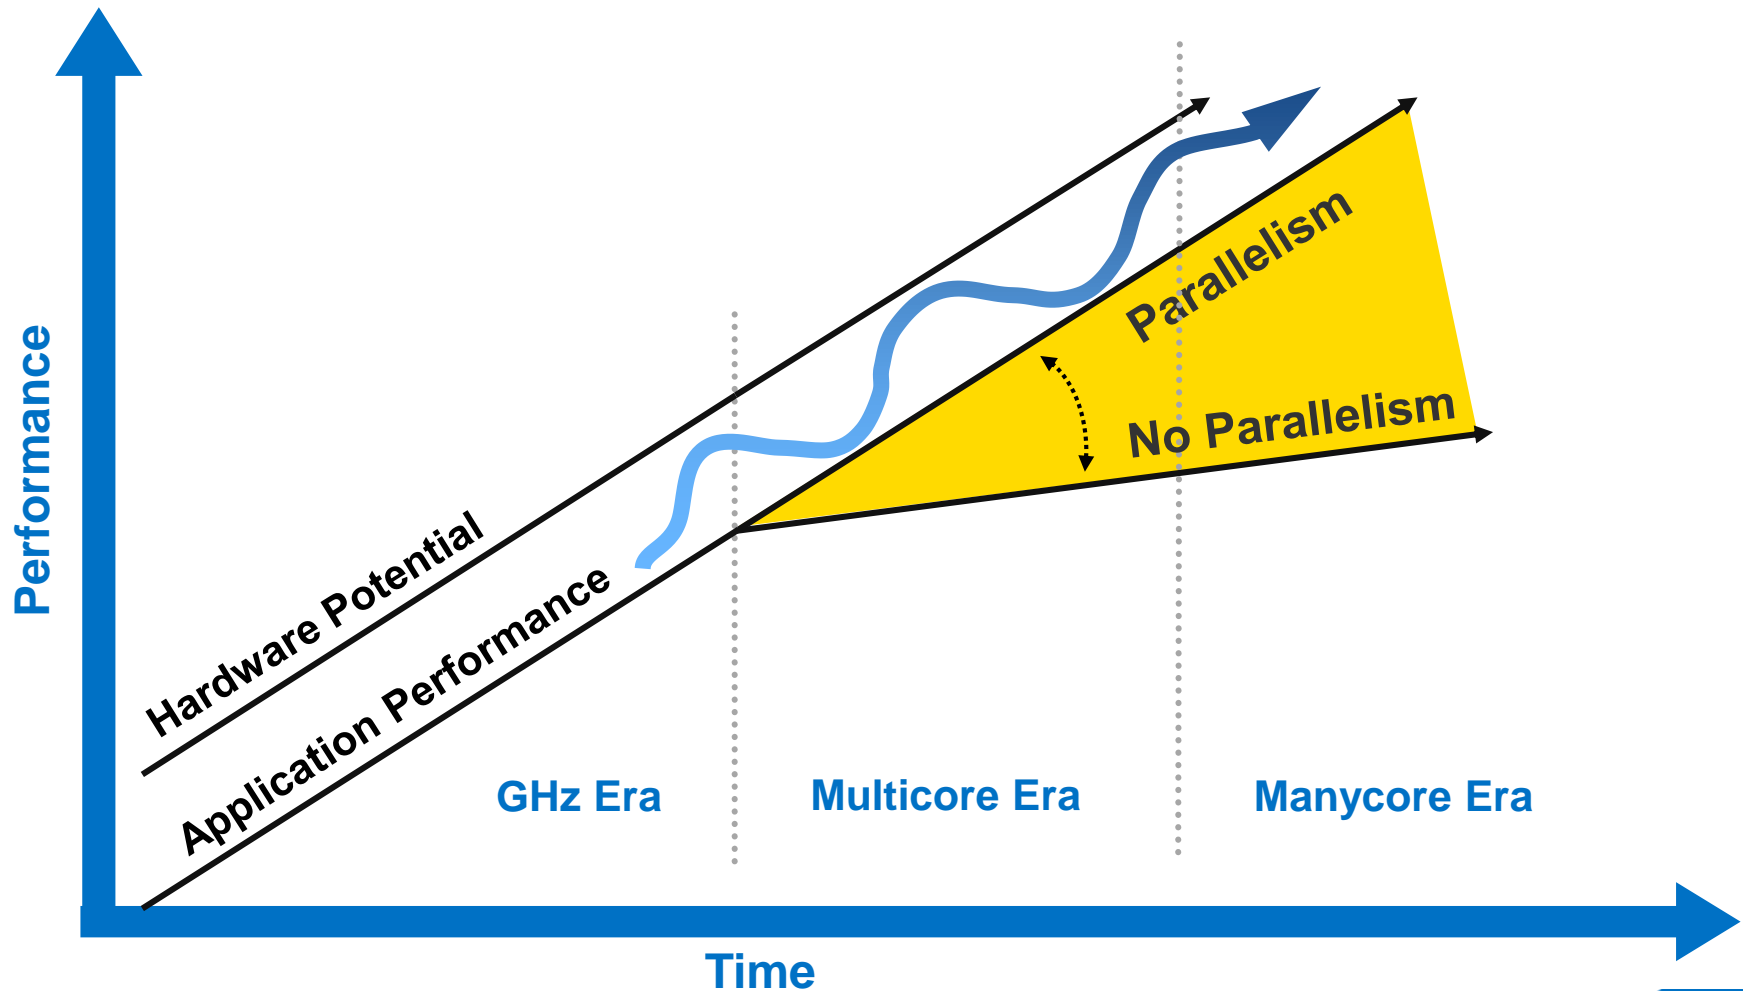 Performance
Hardware Potential
Application Performance
Parallelism
No Parallelism
GHz Era
Multicore Era
Manycore Era
Time